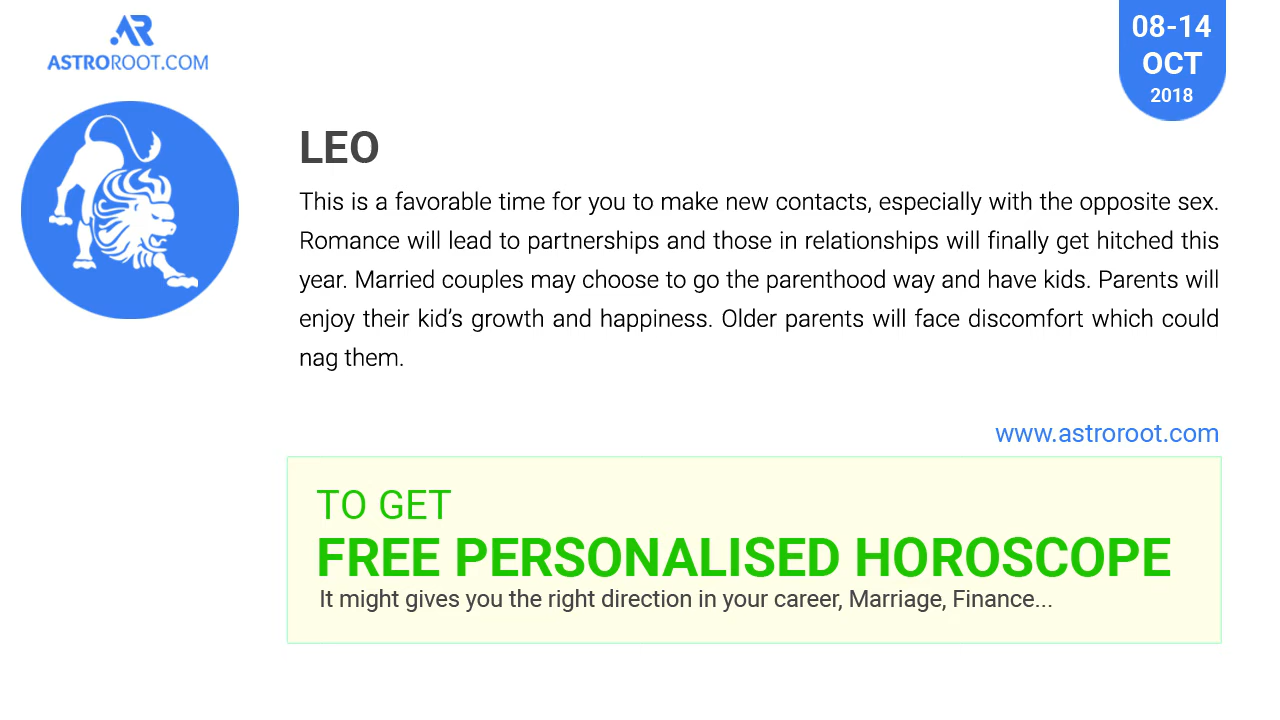 AR
ASTROROOT.COM
08-14
OCT
2018
LEO
This is a favorable time for you to make new contacts, especially with the opposite sex.
Romance will lead to partnerships and those in relationships will finally get hitched this
year. Married couples may choose to go the parenthood way and have kids. Parents will
enjoy their kid’s growth and happiness. Older parents will face discomfort which could
nag them.
www.astroroot.com
TO GET
FREE PERSONALISED HOROSCOPE
It might gives you the right direction in your career, Marriage, Finance...